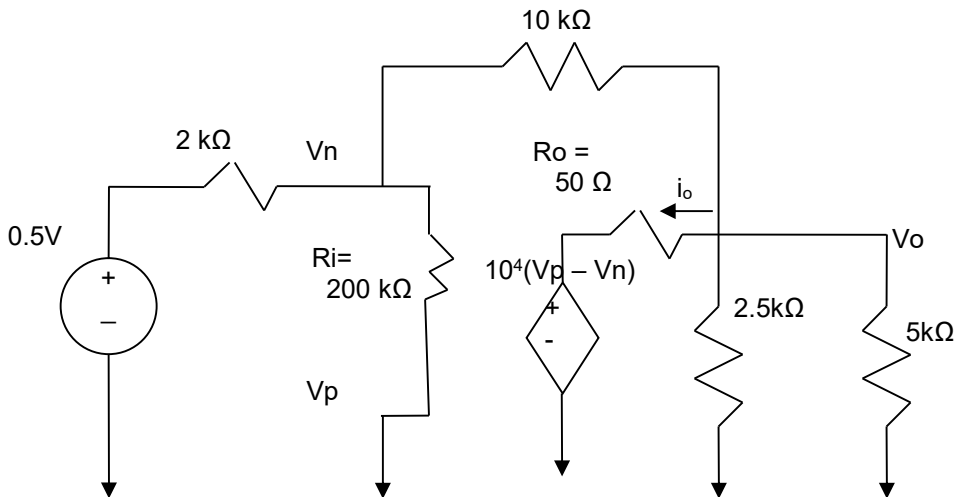 10 kΩ
2 kΩ
Vn
Ro =
50 Ω
iₒ
0.5V
Ri=
200 kΩ
10⁴(Vp – Vn)
Vo
+
–
+
-
2.5kΩ
5kΩ
Vp